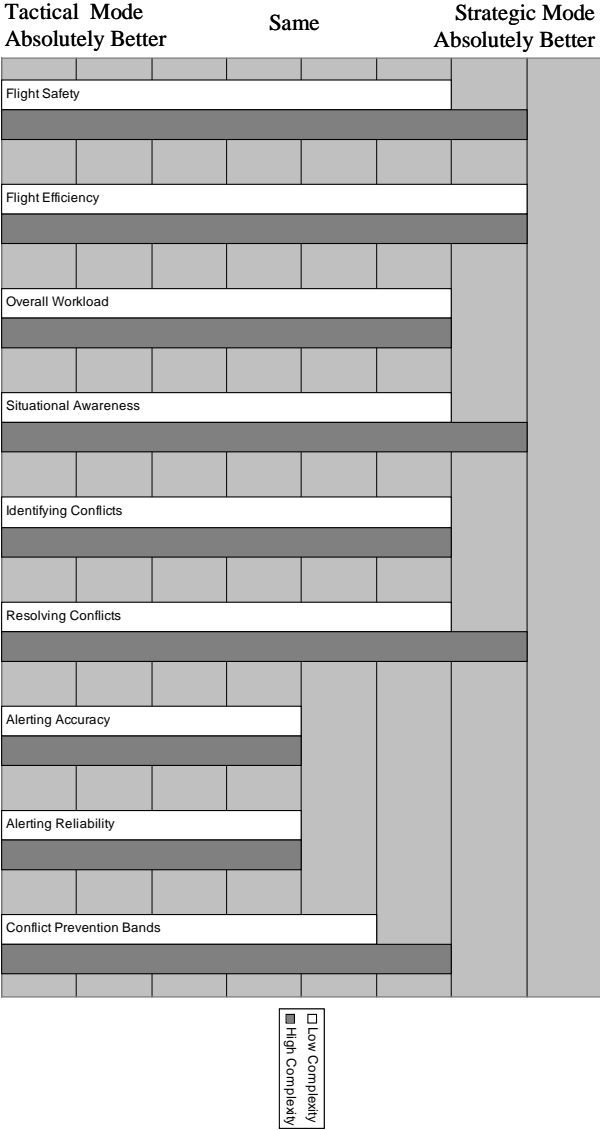 Tactical Mode
Absolutely Better
Same
Strategic Mode
Absolutely Better
Flight Safety
Flight Efficiency
Overall Workload
Situational Awareness
Identifying Conflicts
Resolving Conflicts
Alerting Accuracy
Alerting Reliability
Conflict Prevention Bands
Low Complexity
High Complexity